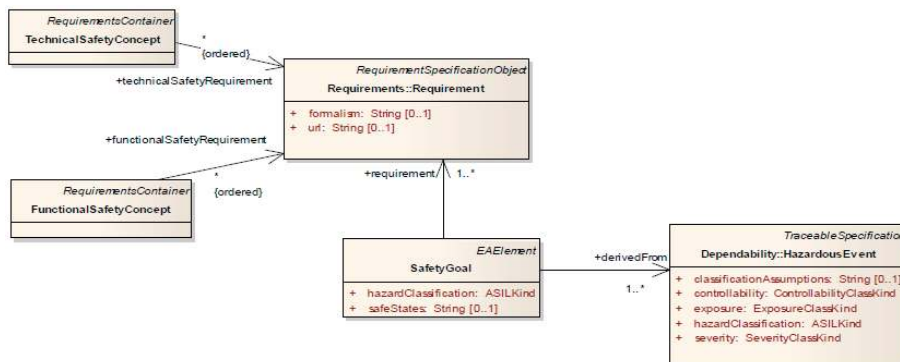 RequirementsContainer
TechnicalSafetyConcept
*
{ordered}
+technicalSafetyRequirement
RequirementSpecificationObject
Requirements::Requirement
+ formalism: String [0..1]
+ url: String [0..1]
+functionalSafetyRequirement
*
{ordered}
RequirementsContainer
FunctionalSafetyConcept
+requirement
1..*
EAElement
SafetyGoal
+ hazardClassification: ASILKind
+ safeStates: String [0..1]
+derivedFrom
1..*
TraceableSpecification
Dependability::HazardousEvent
+ classificationAssumptions: String [0..1]
+ controllability: ControllabilityClassKind
+ exposure: ExposureClassKind
+ hazardClassification: ASILKind
+ severity: SeverityClassKind